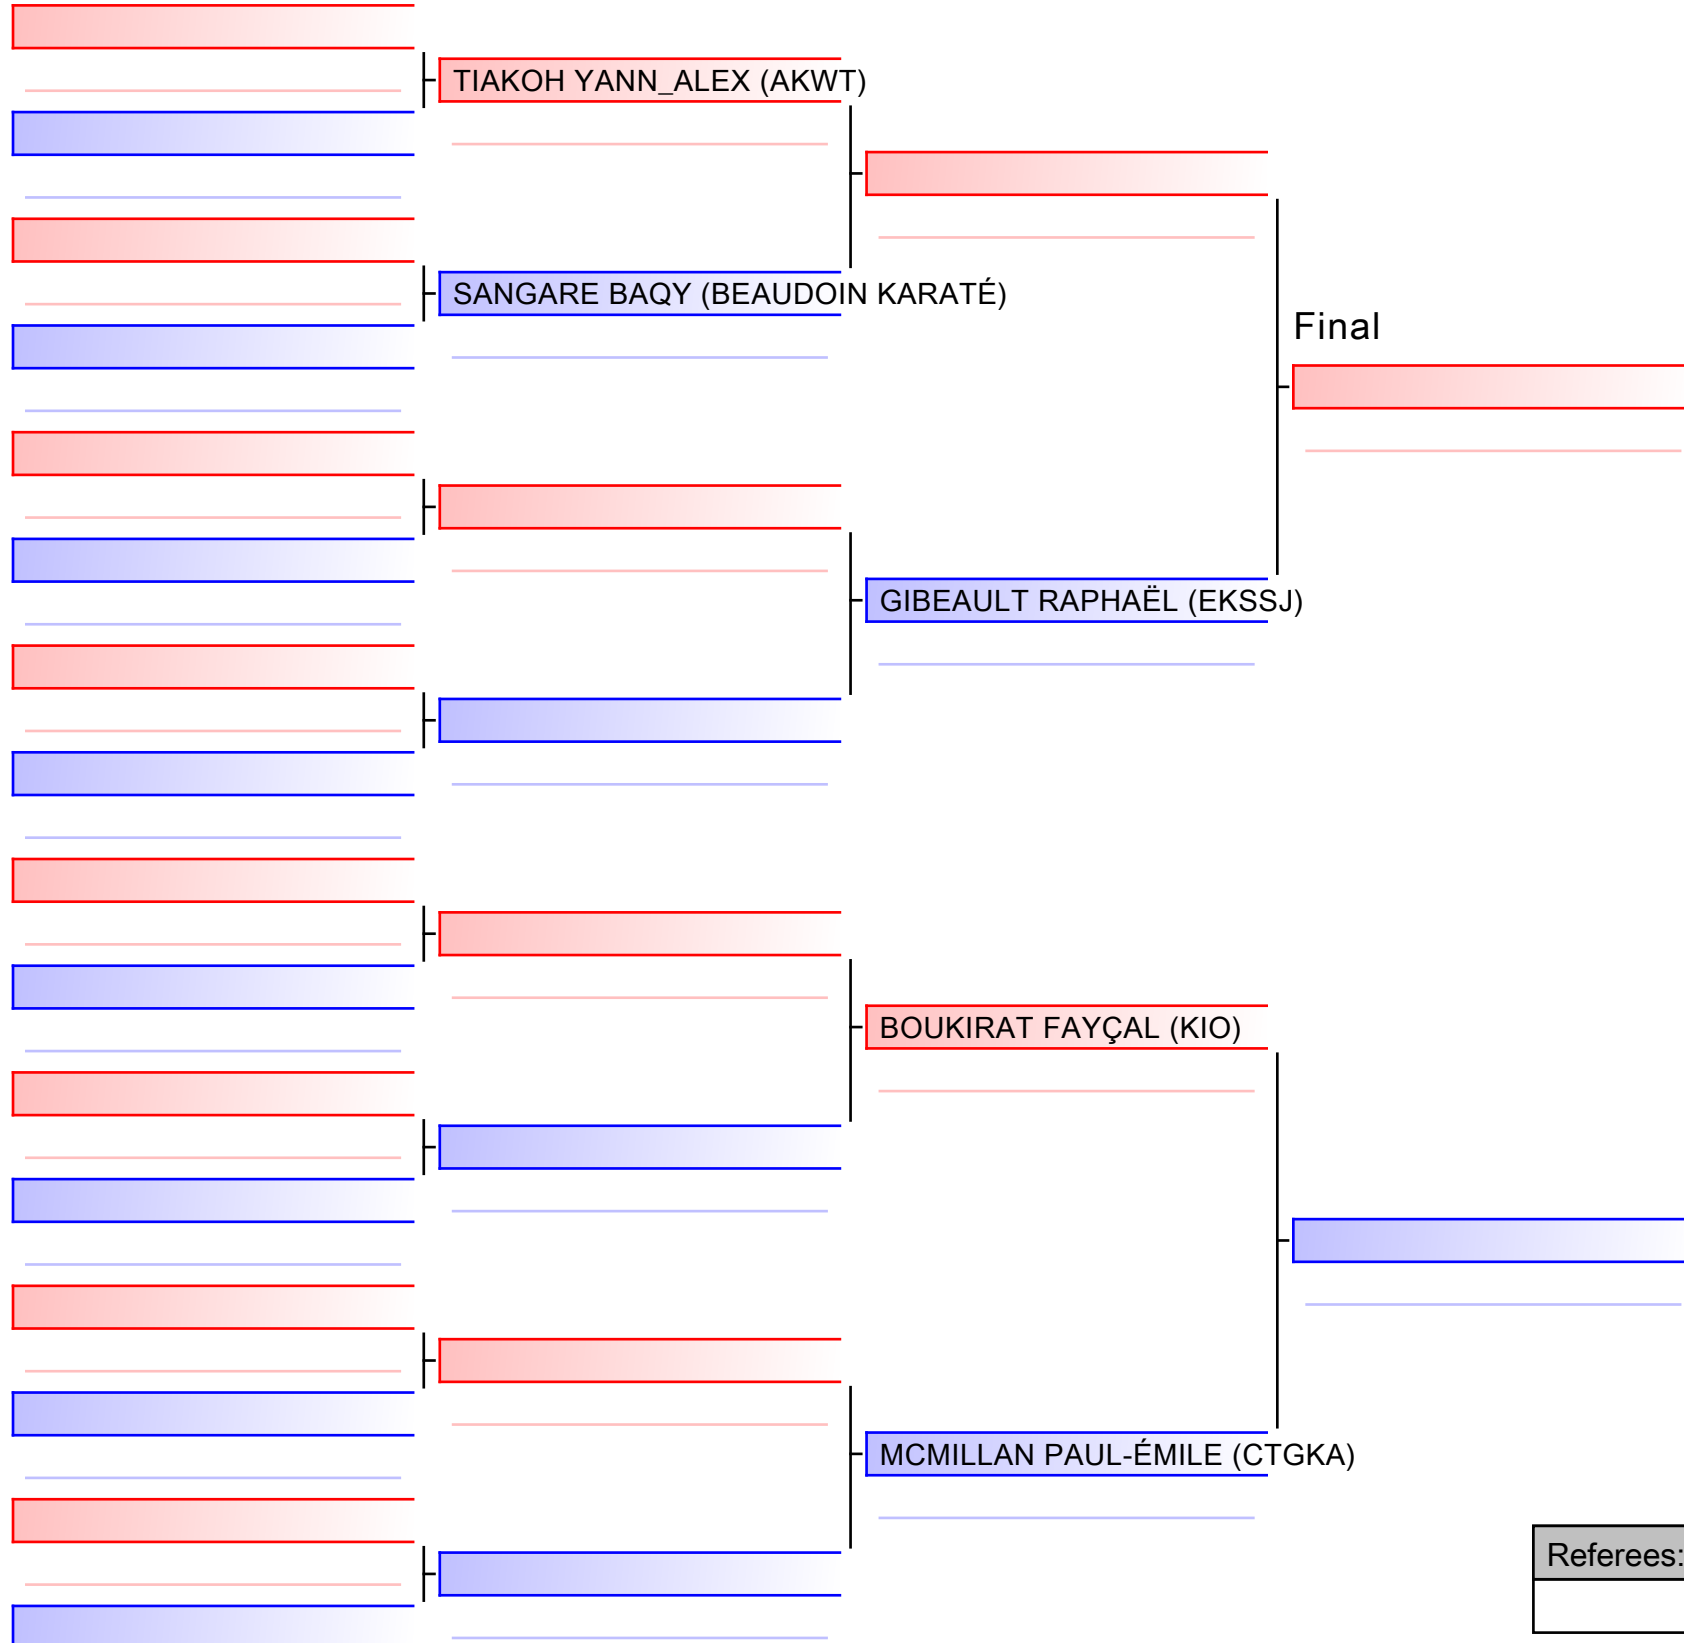 TIAKOH YANN_ALEX (AKWT)
SANGARE BAQY (BEAUDOIN KARATÉ)
Final
GIBEAULT RAPHAËL (EKSSJ)
BOUKIRAT FAYÇAL (KIO)
MCMILLAN PAUL-ÉMILE (CTGKA)
Referees: